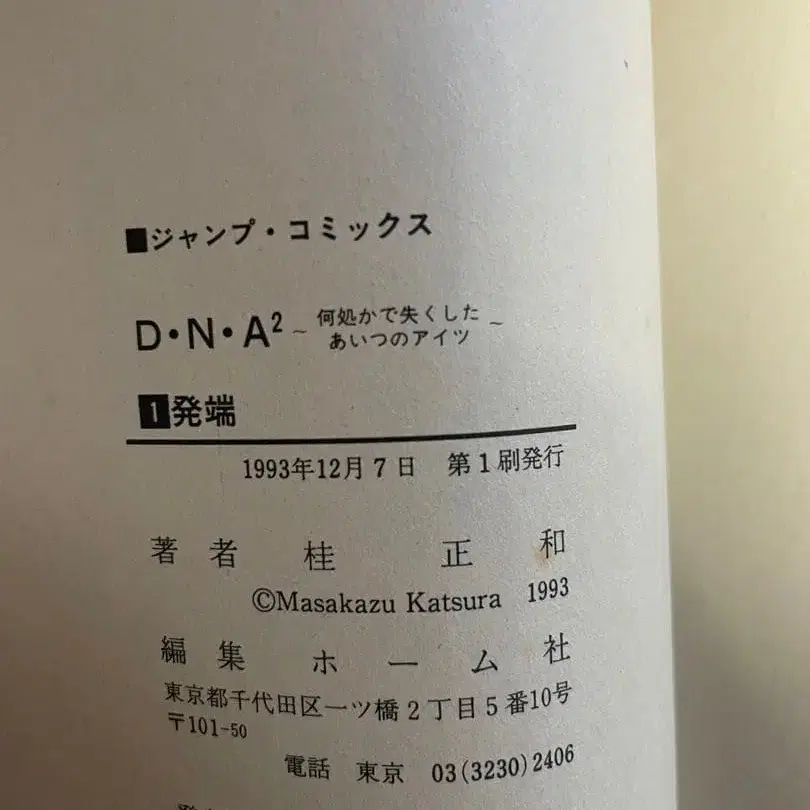 ■ジャンプ・コミックス
D・N・A² ~何処かで失くした
あいつのアイツ~
1発端
1993年12月7日 第1刷発行
著者 桂 正 和
©Masakazu Katsura 1993
編集 ホーム社
東京都千代田区一ツ橋2丁目5番10号
〒101-50
電話 東京 03(3230)2406